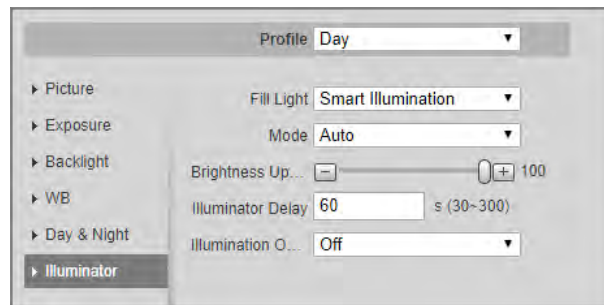 Profile Day
Picture
Fill Light Smart Illumination
Exposure
Mode Auto
Backlight
Brightness Up... 100
WB
Illuminator Delay 60 s (30~300)
Day & Night
Illumination O... Off
Illuminator